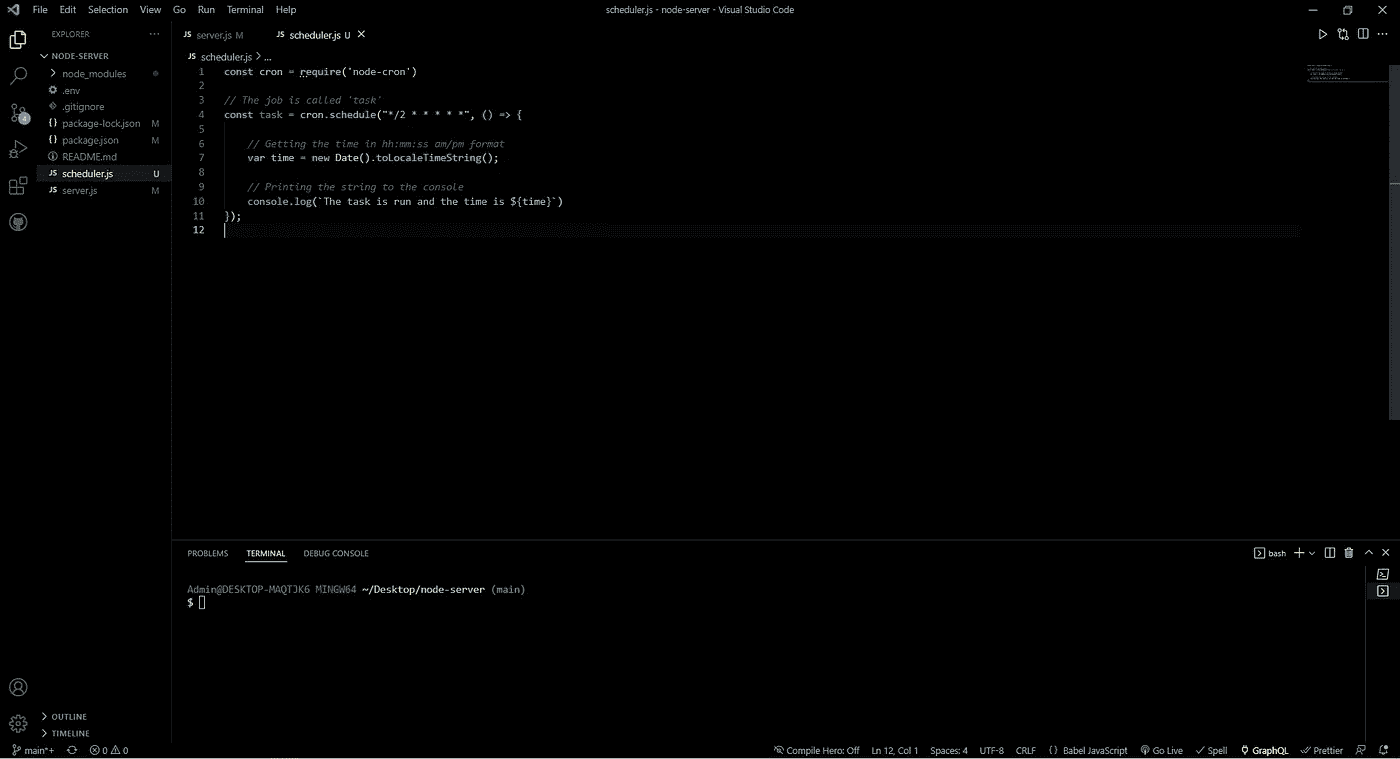 File Edit Selection View Go Run Terminal Help
scheduler.js - node-server - Visual Studio Code
EXPLORER
NODE-SERVER
node_modules
.env
.gitignore
package-lock.json M
package.json M
README.md
JS scheduler.js U
JS server.js M
4
OUTLINE
TIMELINE
JS server.js M JS scheduler.js U
JS scheduler.js > ...
1 const cron = require('node-cron')
2
3 // The job is called 'task'
4 const task = cron.schedule("*/2 * * * * *", () => {
5
6 // Getting the time in hh:mm:ss am/pm format
7 var time = new Date().toLocaleTimeString();
8
9 // Printing the string to the console
10 console.log(`The task is run and the time is ${time}`)
11 });
12
PROBLEMS TERMINAL DEBUG CONSOLE
bash
Admin@DESKTOP-MAQTJK6 MINGW64 ~/Desktop/node-server (main)
$
main*+ 0 0 Compile Hero: Off Ln 12, Col 1 Spaces: 4 UTF-8 CRLF {} Babel JavaScript Go Live Spell GraphQL Prettier